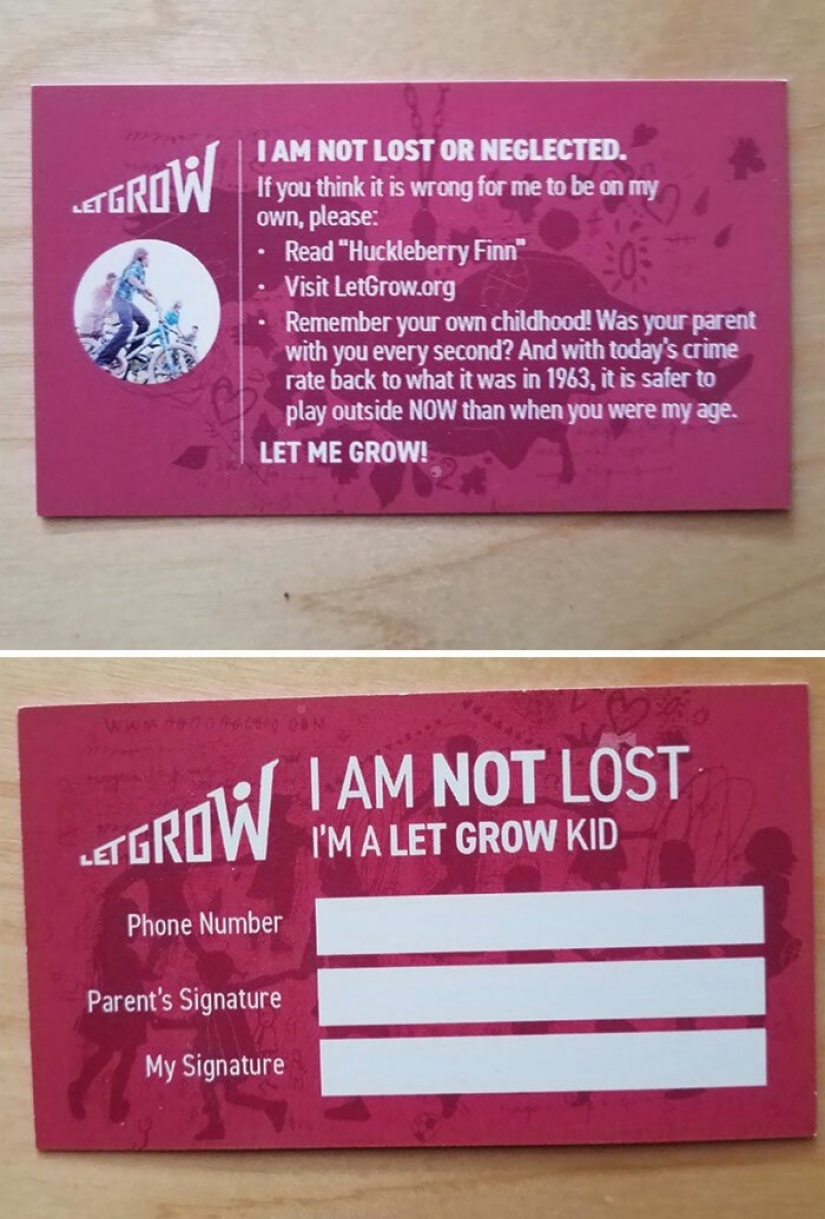 LET GROW
I AM NOT LOST OR NEGLECTED.
If you think it is wrong for me to be on my
own, please:
· Read "Huckleberry Finn"
· Visit LetGrow.org
· Remember your own childhood! Was your parent
with you every second? And with today's crime
rate back to what it was in 1963, it is safer to
play outside NOW than when you were my age.
LET ME GROW!
LET GROW
I AM NOT LOST
I'M A LET GROW KID
Phone Number
Parent's Signature
My Signature